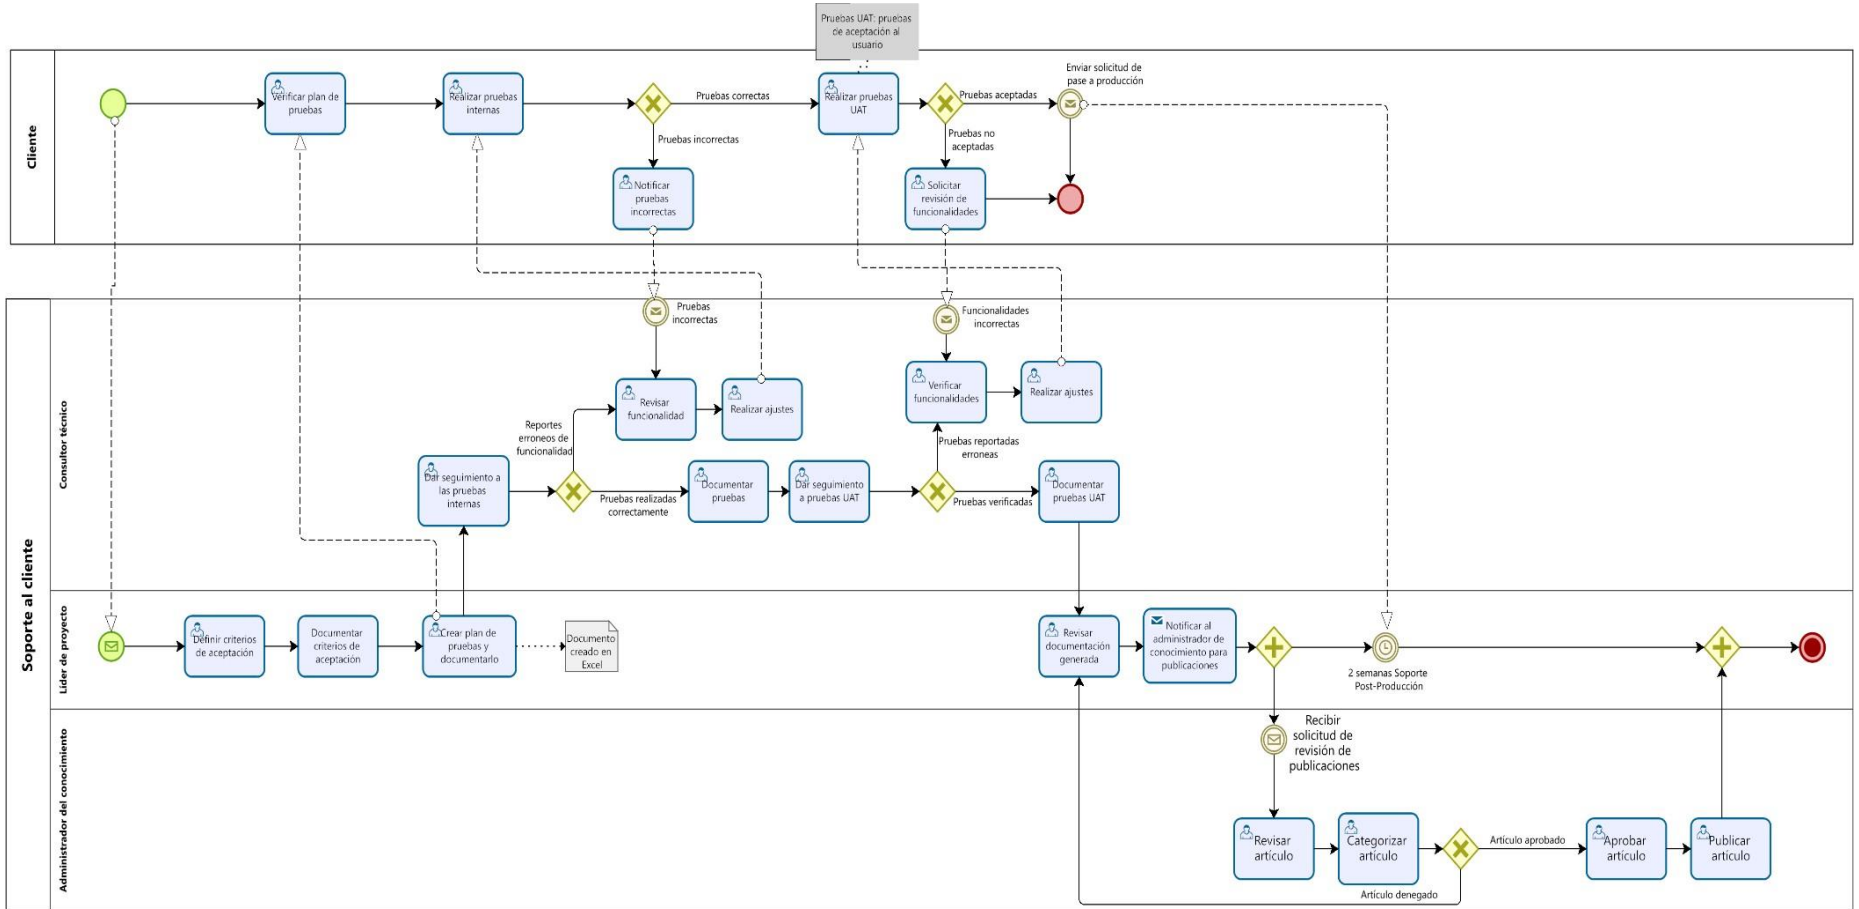 Pruebas UAT: pruebas
de aceptación al
usuario
Cliente
Verificar plan de
pruebas
Realizar pruebas
internas
Pruebas correctas
Pruebas incorrectas
Notificar
pruebas
incorrectas
Realizar pruebas
UAT
Pruebas aceptadas
Pruebas no
aceptadas
Solicitar
revisión de
funcionalidades
Enviar solicitud de
pase a producción
Soporte al cliente
Consultor técnico
Pruebas
incorrectas
Funcionalidades
incorrectas
Revisar
funcionalidad
Realizar ajustes
Verificar
funcionalidades
Realizar ajustes
Reportes
erroneos de
funcionalidad
Dar seguimiento a
las pruebas
internas
Pruebas realizadas
correctamente
Documentar
pruebas
Dar seguimiento
a pruebas UAT
Pruebas reportadas
erroneas
Pruebas verificadas
Documentar
pruebas UAT
Líder de proyecto
Definir criterios
de aceptación
Documentar
criterios de
aceptación
Crear plan de
pruebas y
documentarlo
Documento
creado en
Excel
Revisar
documentación
generada
Notificar al
administrador de
conocimiento para
publicaciones
2 semanas Soporte
Post-Producción
Administrador del conocimiento
Recibir
solicitud de
revisión de
publicaciones
Revisar
artículo
Categorizar
artículo
Artículo aprobado
Artículo denegado
Aprobar
artículo
Publicar
artículo